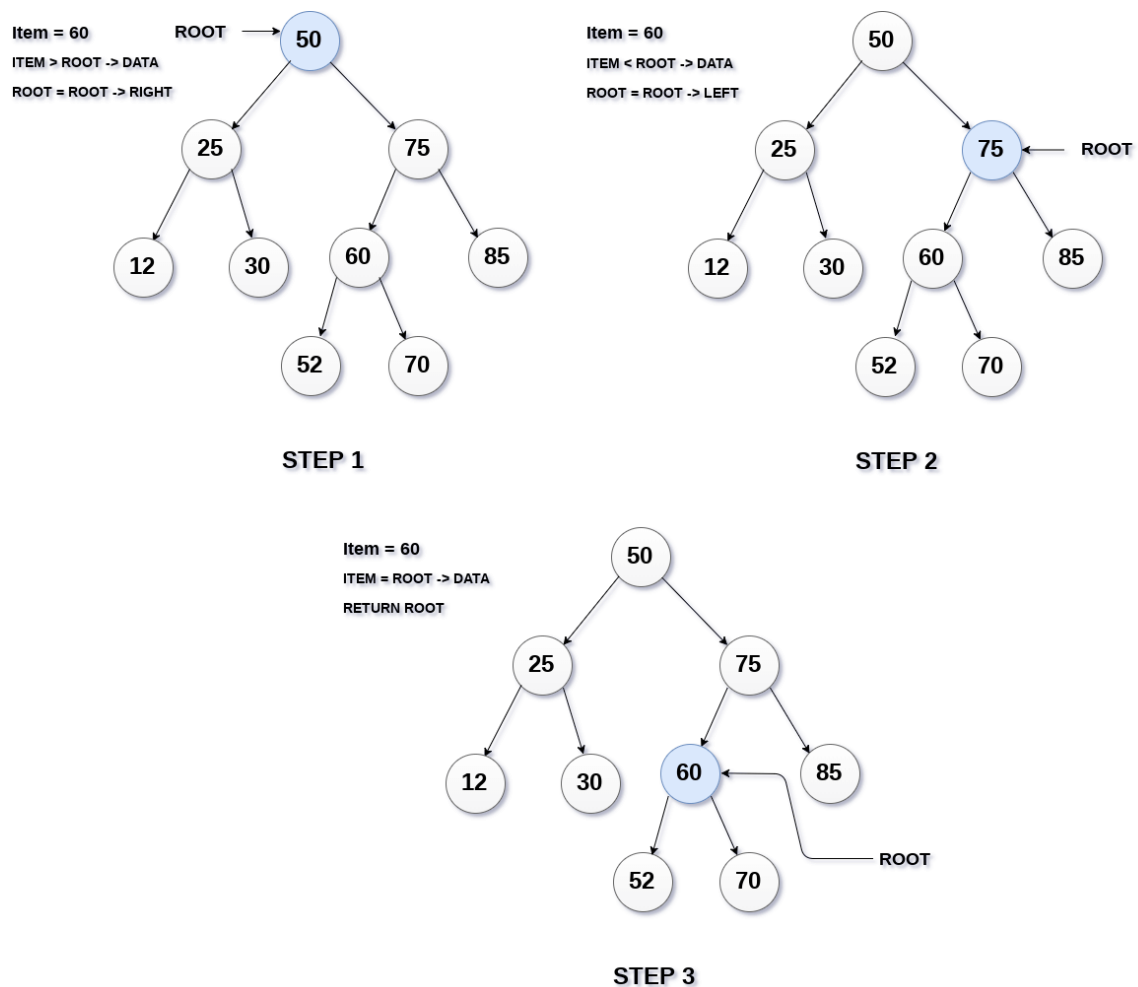 Item = 60
ITEM > ROOT -> DATA
ROOT = ROOT -> RIGHT
ROOT
50
25
75
12
30
60
85
52
70
STEP 1
Item = 60
ITEM < ROOT -> DATA
ROOT = ROOT -> LEFT
50
25
75
ROOT
12
30
60
85
52
70
STEP 2
Item = 60
ITEM = ROOT -> DATA
RETURN ROOT
50
25
75
12
30
60
85
ROOT
52
70
STEP 3